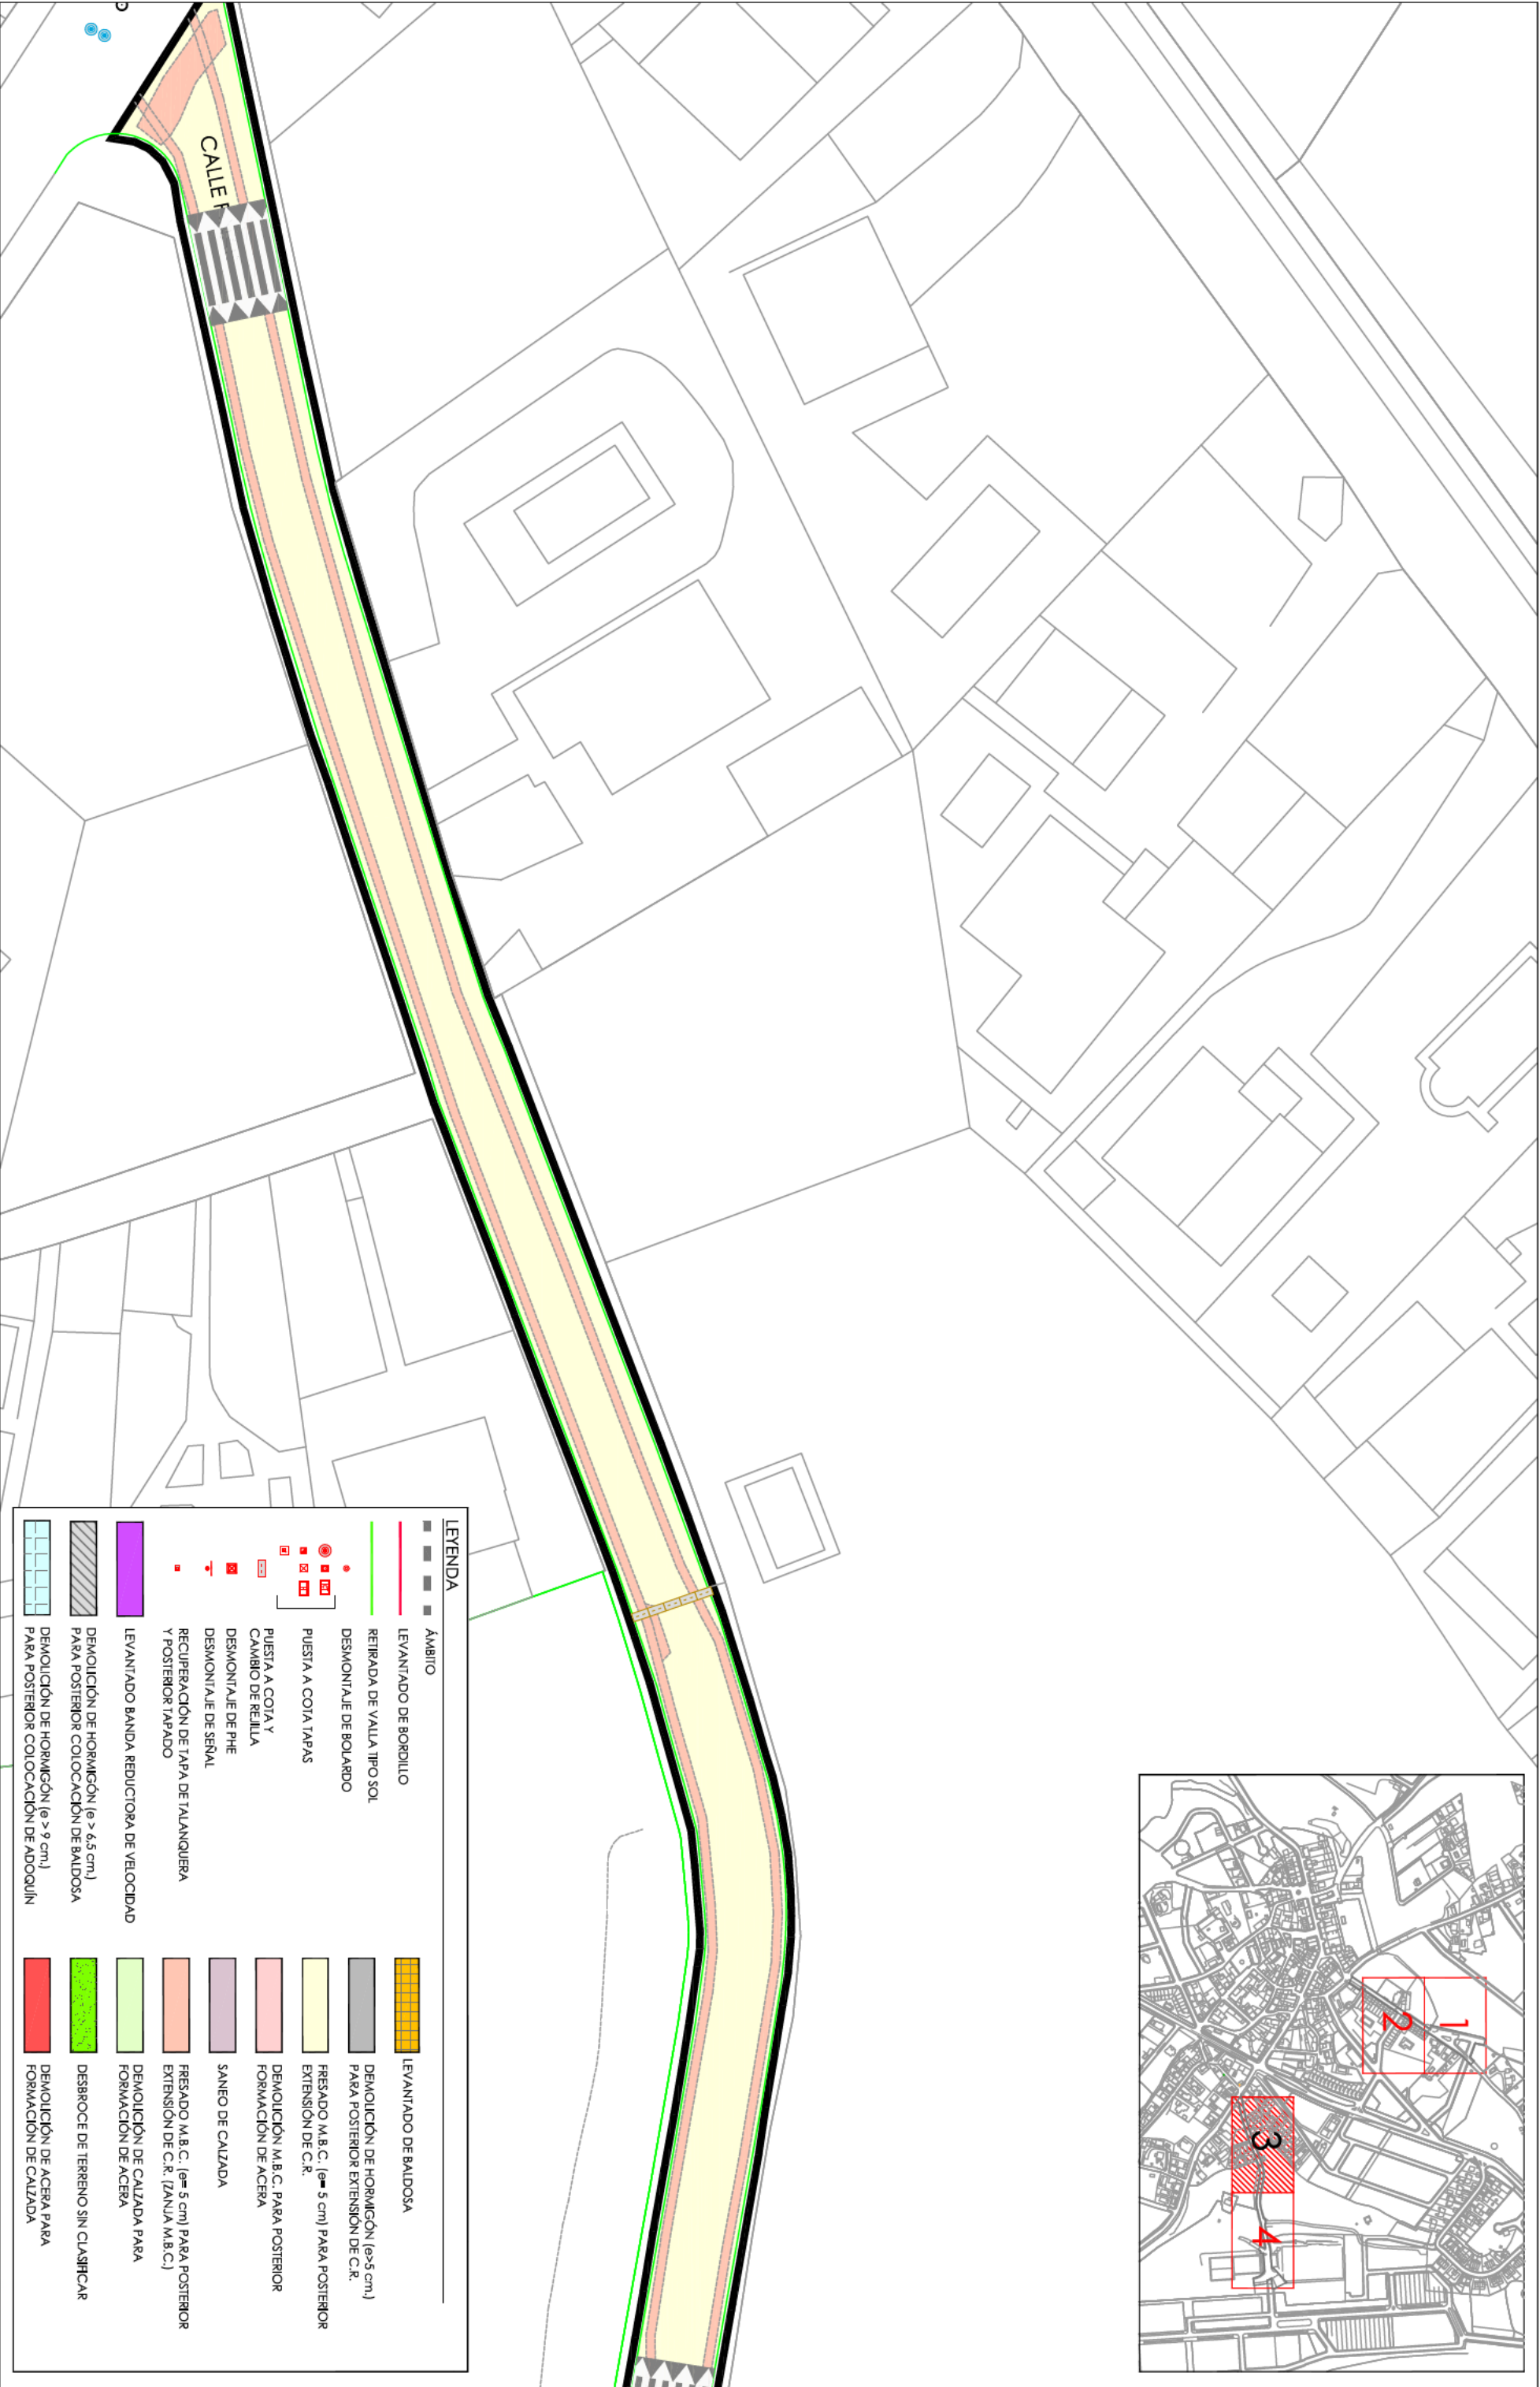 CALLE
LEYENDA
ÁMBITO
LEVANTADO DE BORDILLO
RETIRADA DE VALLA TIPO SOL
DESMONTAJE DE BOLARDO
PUESTA A COTA TAPAS
PUESTA A COTA Y
CAMBIO DE REJILLA
DESMONTAJE DE PHE
DESMONTAJE DE SEÑAL
RECUPERACIÓN DE TAPA DE TALANQUERA
Y POSTERIOR TAPADO
LEVANTADO BANDA REDUCTORA DE VELOCIDAD
DEMOLICIÓN DE HORMIGÓN (e > 6.5 cm.)
PARA POSTERIOR COLOCACIÓN DE BALDOSA
DEMOLICIÓN DE HORMIGÓN (e > 9 cm.)
PARA POSTERIOR COLOCACIÓN DE ADOQUÍN
LEVANTADO DE BALDOSA
DEMOLICIÓN DE HORMIGÓN (e>5 cm.)
PARA POSTERIOR EXTENSIÓN DE C.R.
FRESADO M.B.C. (e= 5 cm) PARA POSTERIOR
EXTENSIÓN DE C.R.
DEMOLICIÓN M.B.C. PARA POSTERIOR
FORMACIÓN DE ACERA
SANEO DE CALZADA
FRESADO M.B.C. (e= 5 cm) PARA POSTERIOR
EXTENSIÓN DE C.R. (ZANJA M.B.C.)
DEMOLICIÓN DE CALZADA PARA
FORMACIÓN DE ACERA
DESBROCE DE TERRENO SIN CLASIFICAR
DEMOLICIÓN DE ACERA PARA
FORMACIÓN DE CALZADA
1
2
3
4